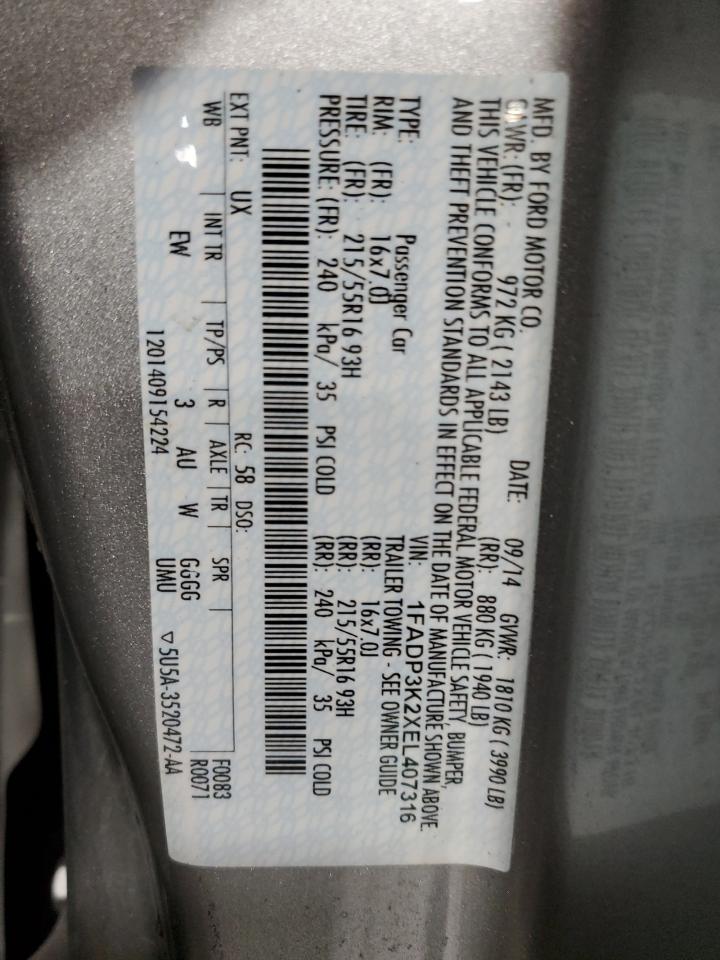 MFD. BY FORD MOTOR CO.
DATE: 09/14 GVWR: 1810 KG ( 3990 LB)
GAWR: (FR): 972 KG ( 2143 LB) (RR): 880 KG ( 1940 LB)
THIS VEHICLE CONFORMS TO ALL APPLICABLE FEDERAL MOTOR VEHICLE SAFETY, BUMPER,
AND THEFT PREVENTION STANDARDS IN EFFECT ON THE DATE OF MANUFACTURE SHOWN ABOVE.
VIN: 1FADP3K2XEL407316
TYPE: Passenger Car TRAILER TOWING - SEE OWNER GUIDE
RIM: (FR): 16x7.0J (RR): 16x7.0J
TIRE: (FR): 215/55R16 93H (RR): 215/55R16 93H
PRESSURE: (FR): 240 kPa/ 35 PSI COLD (RR): 240 kPa/ 35 PSI COLD
EXT PNT: UX RC: 58 DSO: F0083
WB INT TR TP/PS R AXLE TR SPR R0071
EW 3 AU W GGGG
UMU
1201409154224 ▽5U5A-3520472-AA